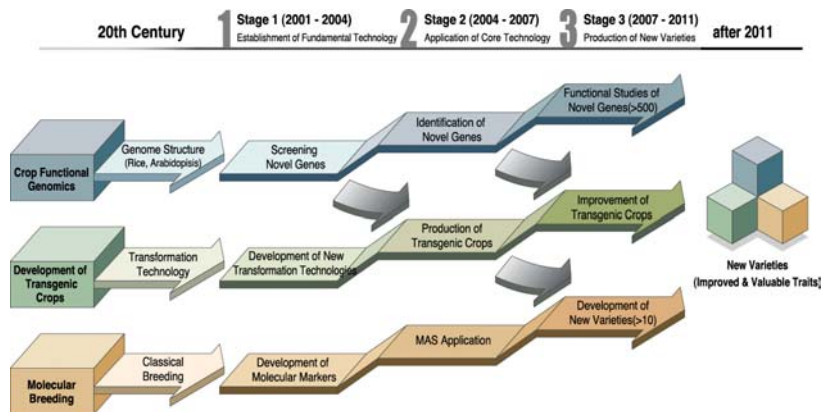 20th Century
1 Stage 1 (2001 - 2004)
Establishment of Fundamental Technology
2 Stage 2 (2004 - 2007)
Application of Core Technology
3 Stage 3 (2007 - 2011)
Production of New Varieties
after 2011
Crop Functional
Genomics
Genome Structure
(Rice, Arabidopisis)
Screening
Novel Genes
Identification of
Novel Genes
Functional Studies of
Novel Genes(>500)
Development of
Transgenic
Crops
Transformation
Technology
Development of New
Transformation Technologies
Production of
Transgenic Crops
Improvement of
Transgenic Crops
Molecular
Breeding
Classical
Breeding
Development of
Molecular Markers
MAS Application
Development of
New Varieties(>10)
New Varieties
(Improved & Valuable Traits)